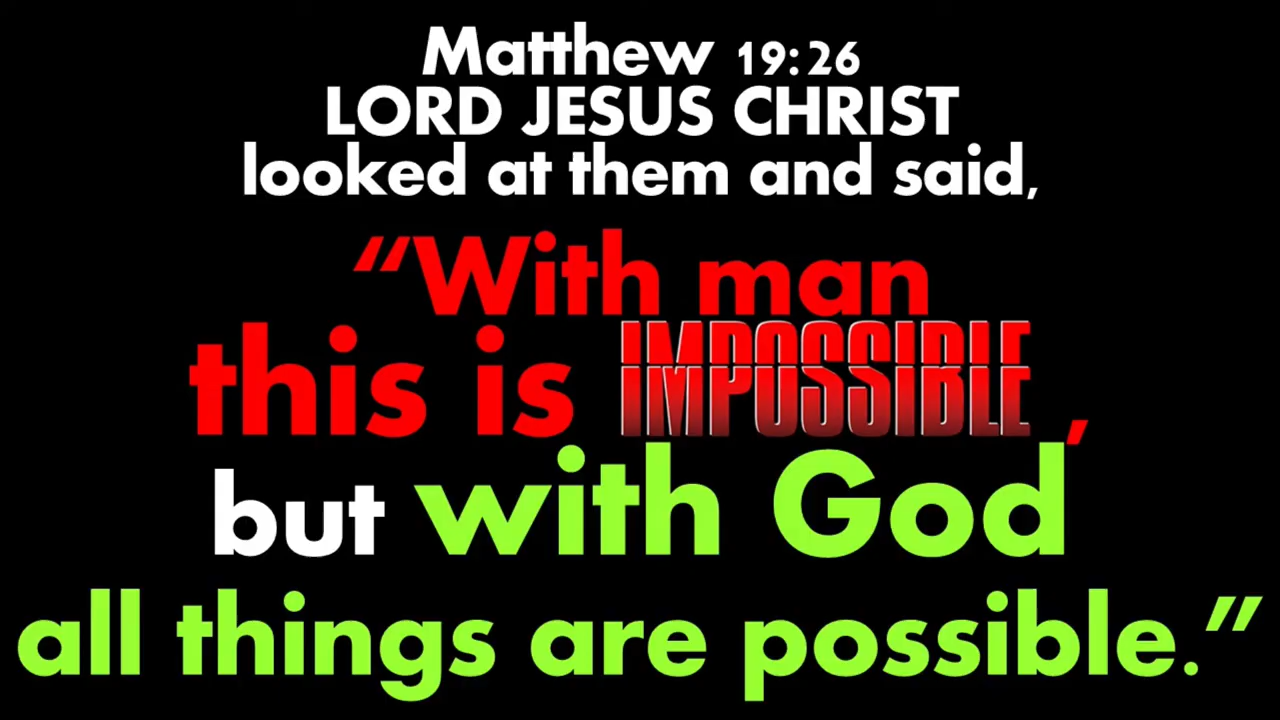 Matthew 19:26
LORD JESUS CHRIST
looked at them and said,
“With man
this is IMPOSSIBLE ,
but with God
all things are possible.”